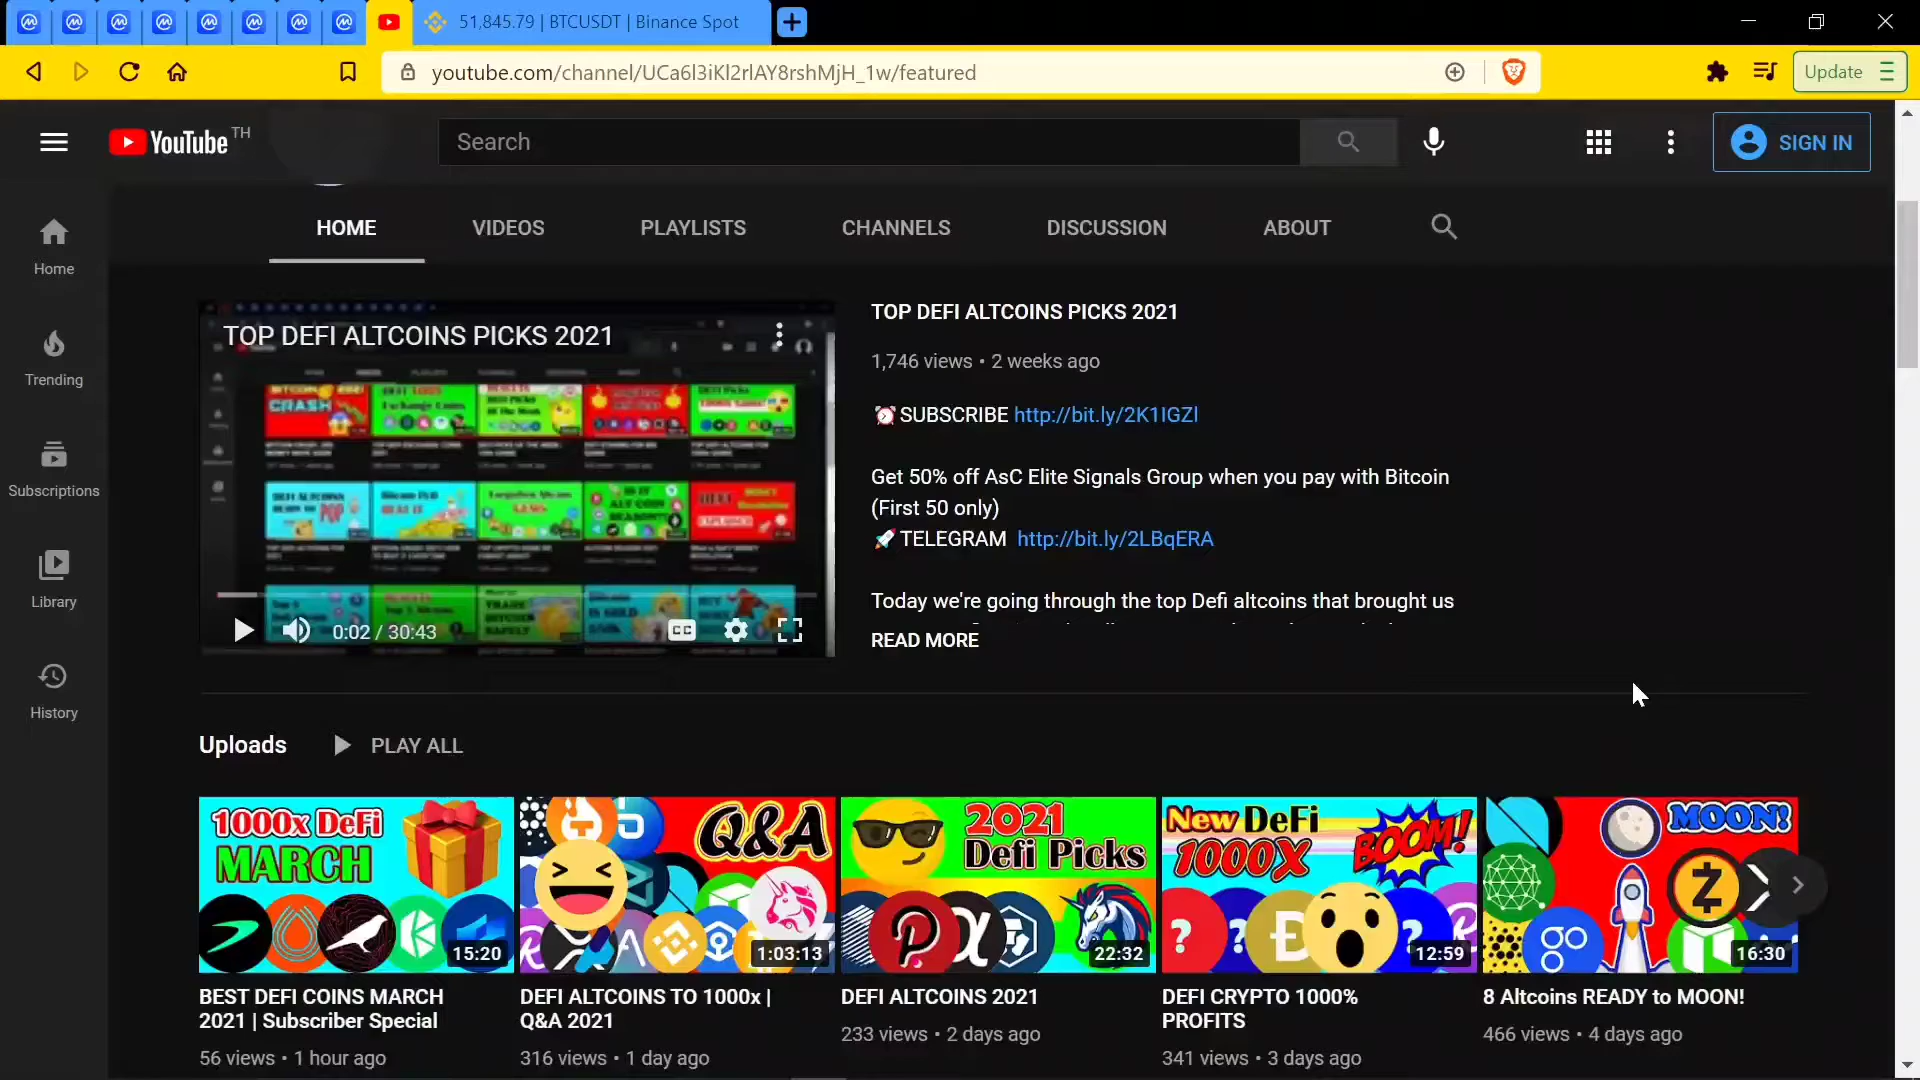 51,845.79 | BTCUSDT | Binance Spot
youtube.com/channel/UCa6l3iKl2rlAY8rshMjH_1w/featured
Update
YouTube TH
Search
SIGN IN
HOME
VIDEOS
PLAYLISTS
CHANNELS
DISCUSSION
ABOUT
Home
Trending
Subscriptions
Library
History
TOP DEFI ALTCOINS PICKS 2021
CRASH
0:02 / 30:43
CC
TOP DEFI ALTCOINS PICKS 2021
1,746 views • 2 weeks ago
SUBSCRIBE http://bit.ly/2K1IGZl
Get 50% off AsC Elite Signals Group when you pay with Bitcoin
(First 50 only)
TELEGRAM http://bit.ly/2LBqERA
Today we're going through the top Defi altcoins that brought us
READ MORE
Uploads
PLAY ALL
1000x DeFi
MARCH
15:20
BEST DEFI COINS MARCH
2021 | Subscriber Special
56 views • 1 hour ago
Q&A
1:03:13
DEFI ALTCOINS TO 1000x |
Q&A 2021
316 views • 1 day ago
2021
Defi Picks
22:32
DEFI ALTCOINS 2021
233 views • 2 days ago
New DeFi
1000X
BOOM!
? ?
12:59
DEFI CRYPTO 1000%
PROFITS
341 views • 3 days ago
MOON!
GO
16:30
8 Altcoins READY to MOON!
466 views • 4 days ago